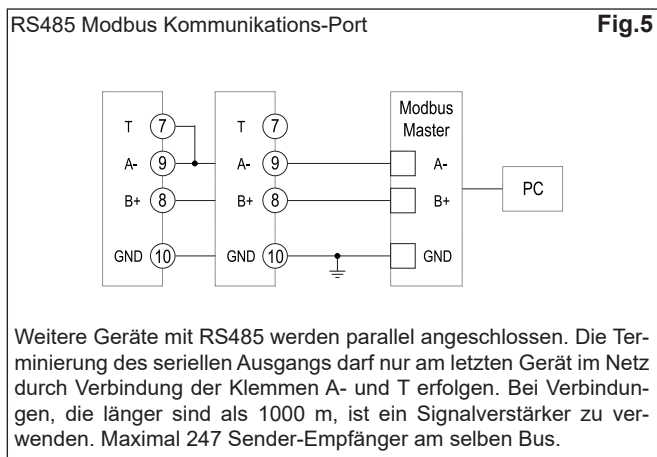 RS485 Modbus Kommunikations-Port Fig.5
Modbus
Master
T 7 T 7
A- 9 A- 9 A-
B+ 8 B+ 8 B+ PC
GND 10 GND 10 GND
Weitere Geräte mit RS485 werden parallel angeschlossen. Die Ter-
minierung des seriellen Ausgangs darf nur am letzten Gerät im Netz
durch Verbindung der Klemmen A- und T erfolgen. Bei Verbindun-
gen, die länger sind als 1000 m, ist ein Signalverstärker zu ver-
wenden. Maximal 247 Sender-Empfänger am selben Bus.